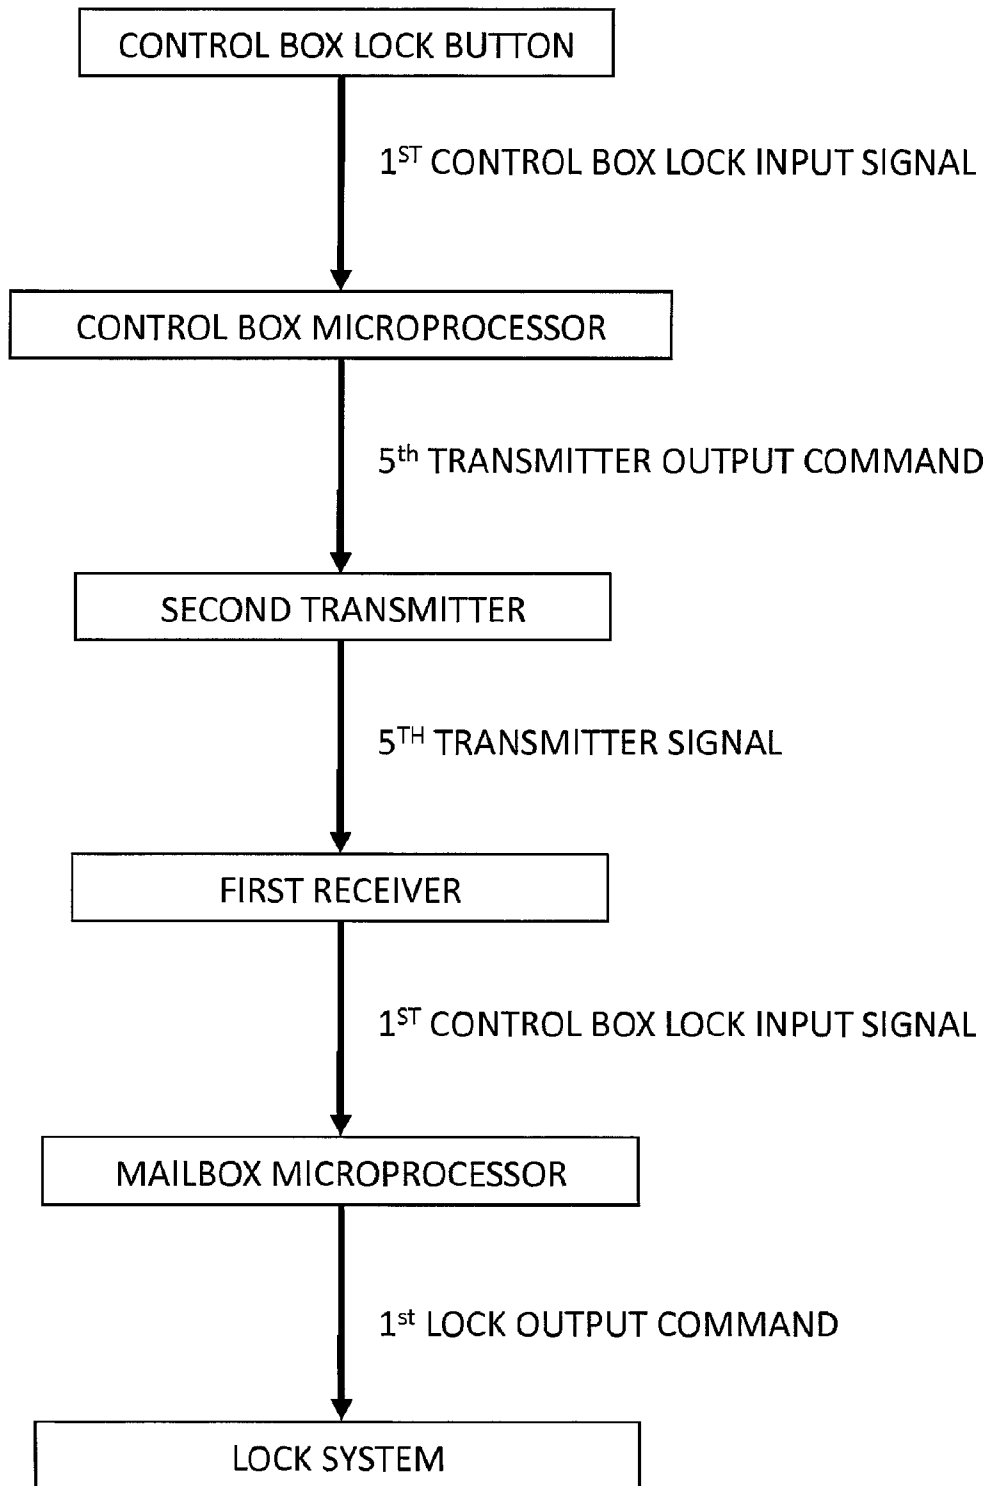 CONTROL BOX LOCK BUTTON
1ST CONTROL BOX LOCK INPUT SIGNAL
CONTROL BOX MICROPROCESSOR
5th TRANSMITTER OUTPUT COMMAND
SECOND TRANSMITTER
5TH TRANSMITTER SIGNAL
FIRST RECEIVER
1ST CONTROL BOX LOCK INPUT SIGNAL
MAILBOX MICROPROCESSOR
1st LOCK OUTPUT COMMAND
LOCK SYSTEM